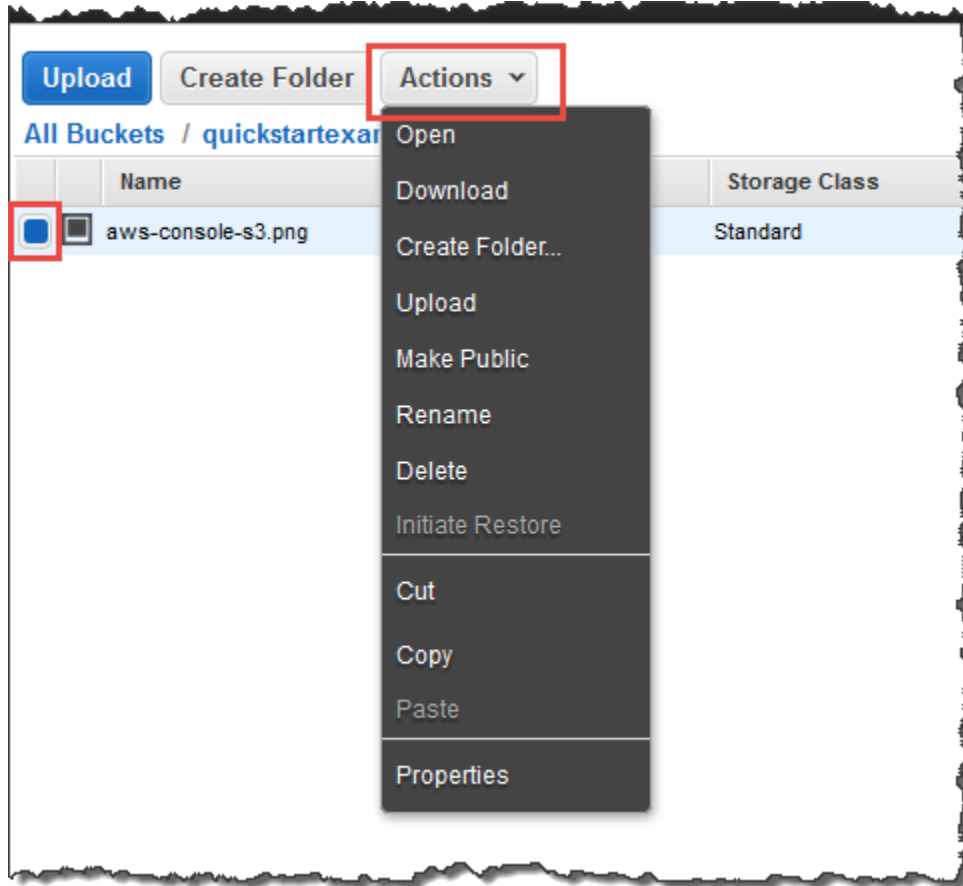 Upload Create Folder Actions
All Buckets / quickstartexa
Open
Name Storage Class
Download
aws-console-s3.png Standard
Create Folder...
Upload
Make Public
Rename
Delete
Initiate Restore
Cut
Copy
Paste
Properties